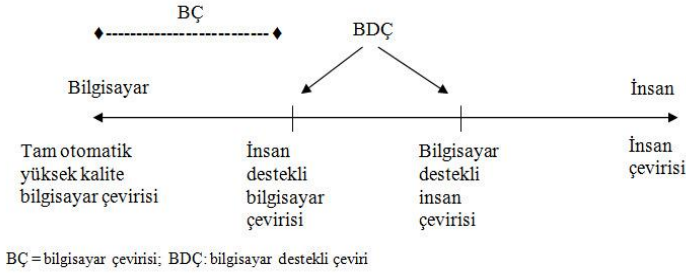 BÇ
BDÇ
Bilgisayar
İnsan
Tam otomatik
yüksek kalite
bilgisayar çevirisi
İnsan
destekli
bilgisayar
çevirisi
Bilgisayar
destekli
insan
çevirisi
İnsan
çevirisi
BÇ = bilgisayar çevirisi; BDÇ: bilgisayar destekli çeviri